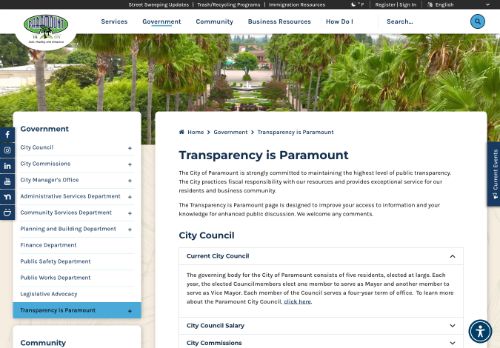 Street Sweeping Updates | Trash/Recycling Programs | Immigration Resources
°F | Register | Sign In
English
PARAMOUNT
Services Government Community Business Resources How Do I
Search...
Government
City Council +
City Commissions +
City Manager's Office +
Administrative Services Department +
Community Services Department +
Planning and Building Department +
Finance Department
Public Safety Department
Public Works Department
Legislative Advocacy
Transparency is Paramount +
Community
Home > Government > Transparency is Paramount
Transparency is Paramount
The City of Paramount is strongly committed to maintaining the highest level of public transparency.
The City practices fiscal responsibility with our resources and provides exceptional service for our
residents and business community.
The Transparency is Paramount page is designed to improve your access to information and your
knowledge for enhanced public discussion. We welcome any comments.
City Council
Current City Council
The governing body for the City of Paramount consists of five residents, elected at large. Each
year, the elected Council members elect one member to serve as Mayor and another member to
serve as Vice Mayor. Each member of the Council serves a four-year term of office. To learn more
about the Paramount City Council, click here.
City Council Salary
City Commissions
Current Events